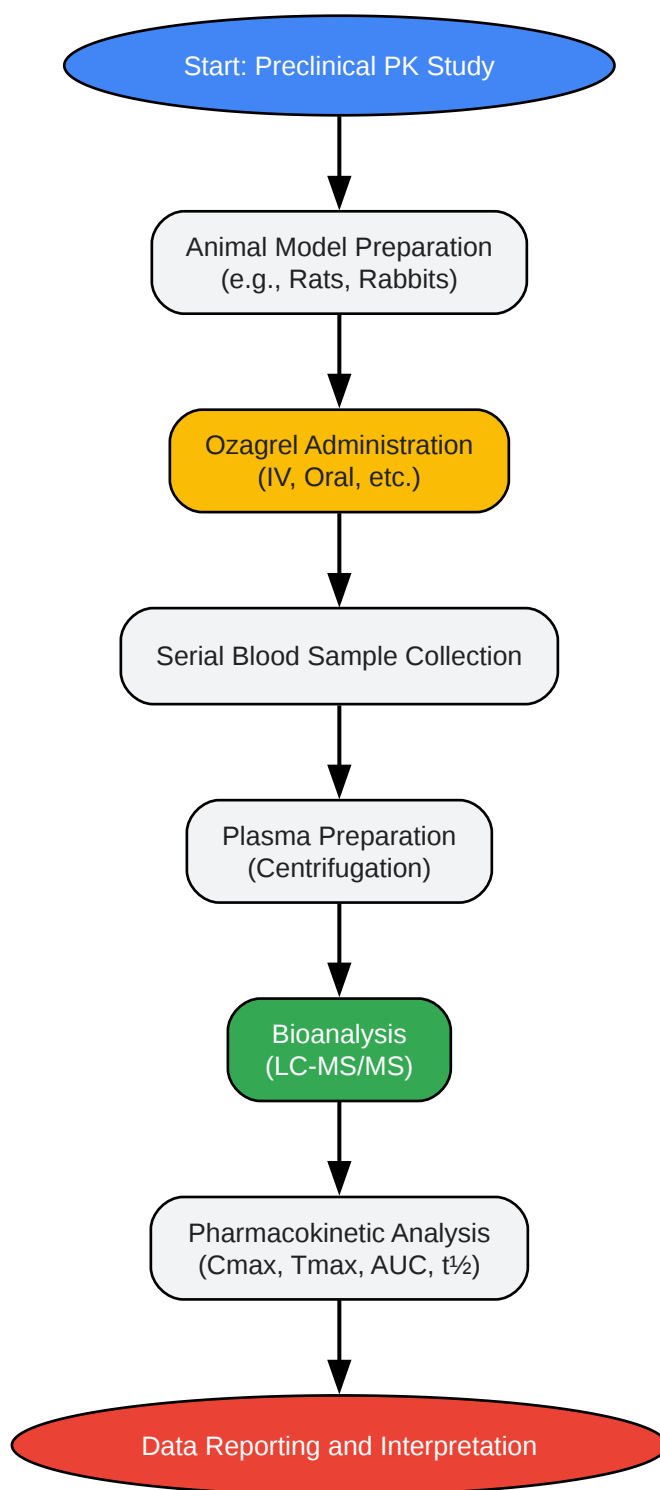 Start: Preclinical PK Study
Animal Model Preparation
(e.g., Rats, Rabbits)
Ozagrel Administration
(IV, Oral, etc.)
Serial Blood Sample Collection
Plasma Preparation
(Centrifugation)
Bioanalysis
(LC-MS/MS)
Pharmacokinetic Analysis
(Cmax, Tmax, AUC, t½)
Data Reporting and Interpretation